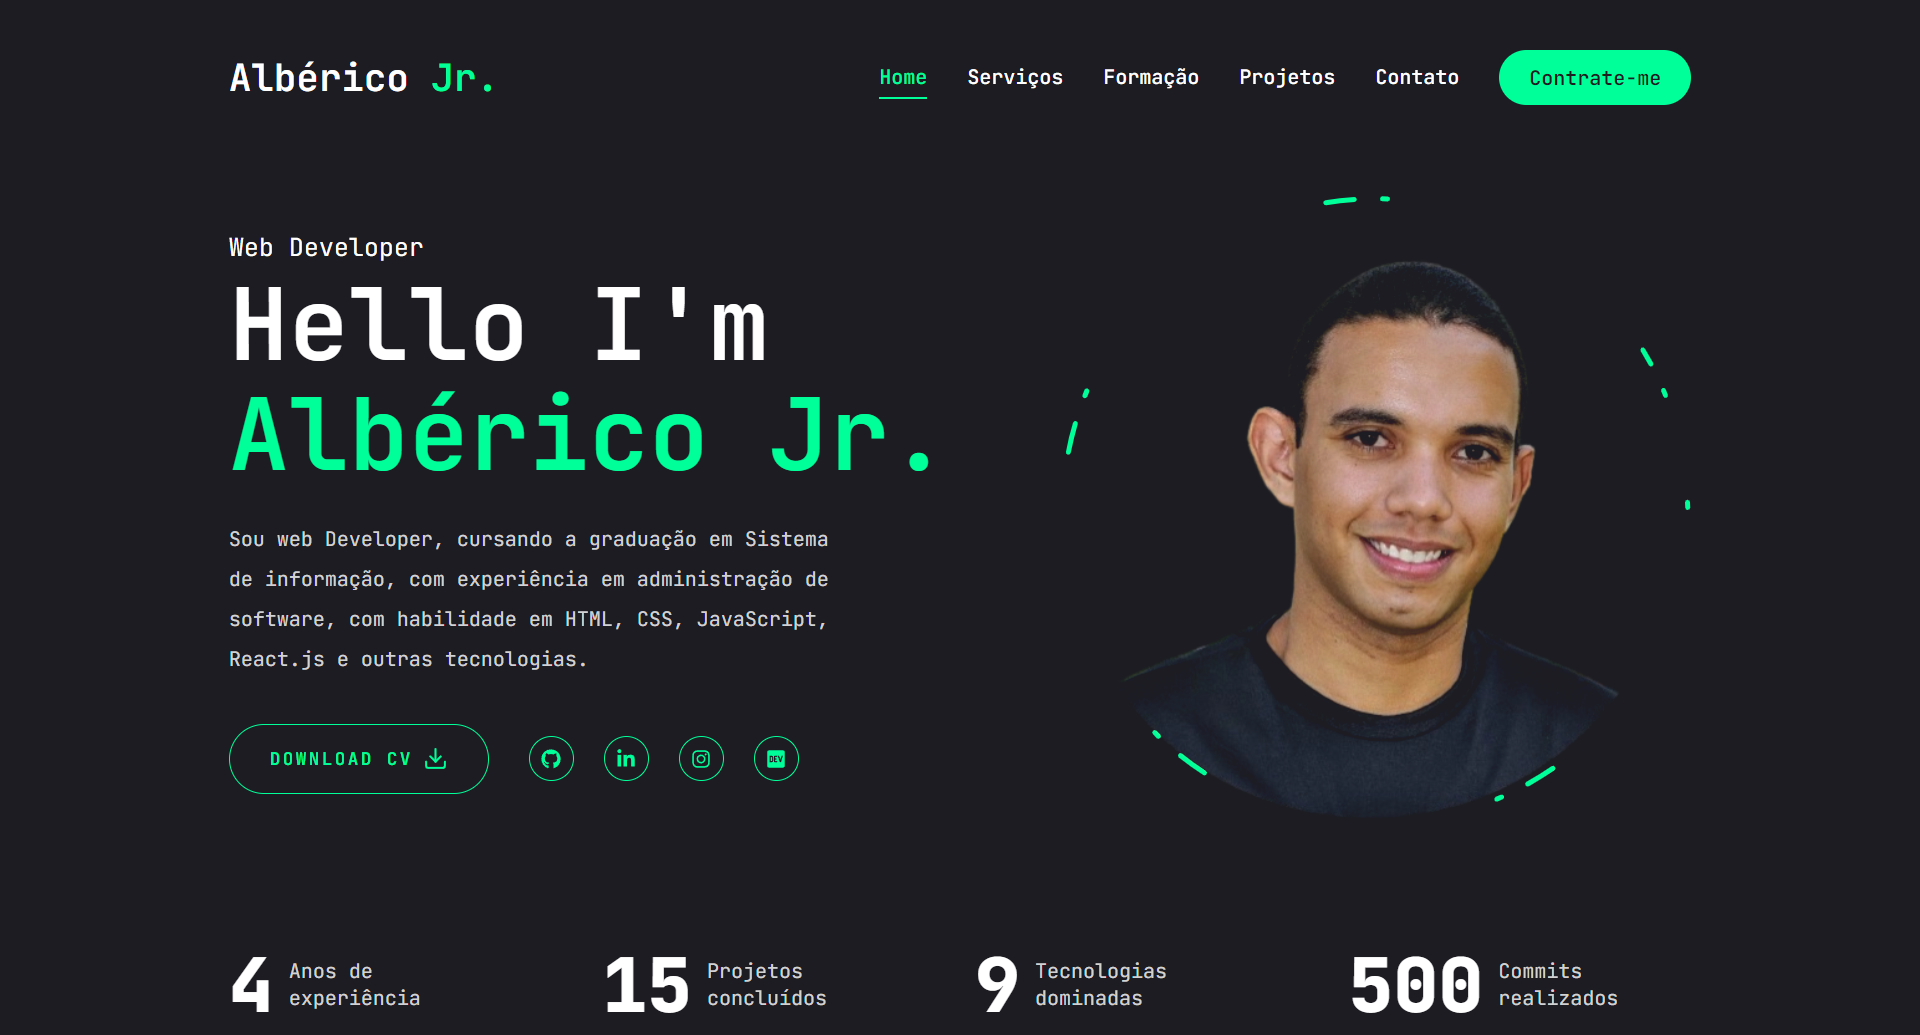 Albérico Jr.
Home
Serviços
Formação
Projetos
Contato
Contrate-me
Web Developer
Hello I'm
Albérico Jr.
Sou web Developer, cursando a graduação em Sistema
de informação, com experiência em administração de
software, com habilidade em HTML, CSS, JavaScript,
React.js e outras tecnologias.
DOWNLOAD CV
in
DEV
4
Anos de
experiência
15
Projetos
concluídos
9
Tecnologias
dominadas
500
Commits
realizados